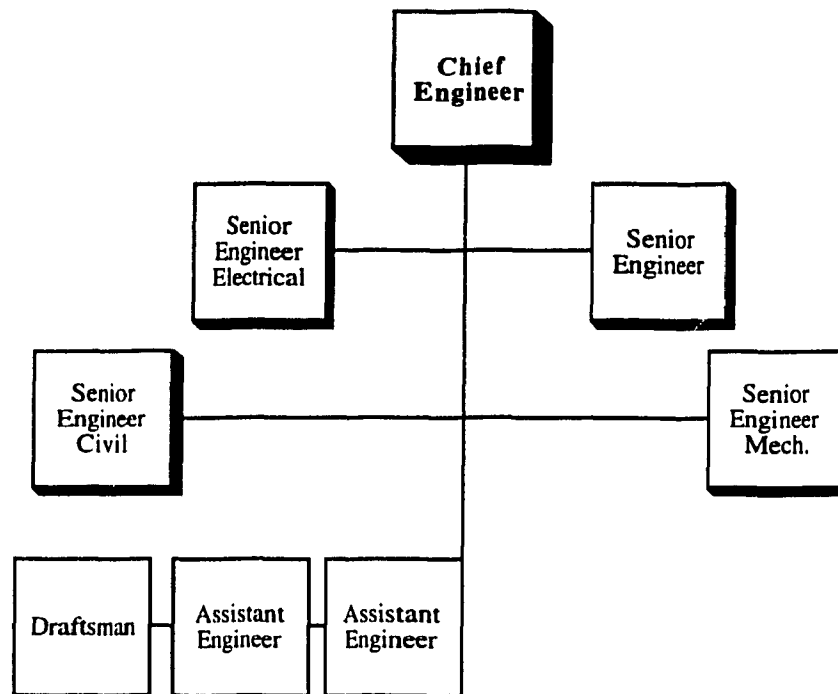 Chief
Engineer
Senior
Engineer
Electrical
Senior
Engineer
Senior
Engineer
Civil
Senior
Engineer
Mech.
Draftsman
Assistant
Engineer
Assistant
Engineer